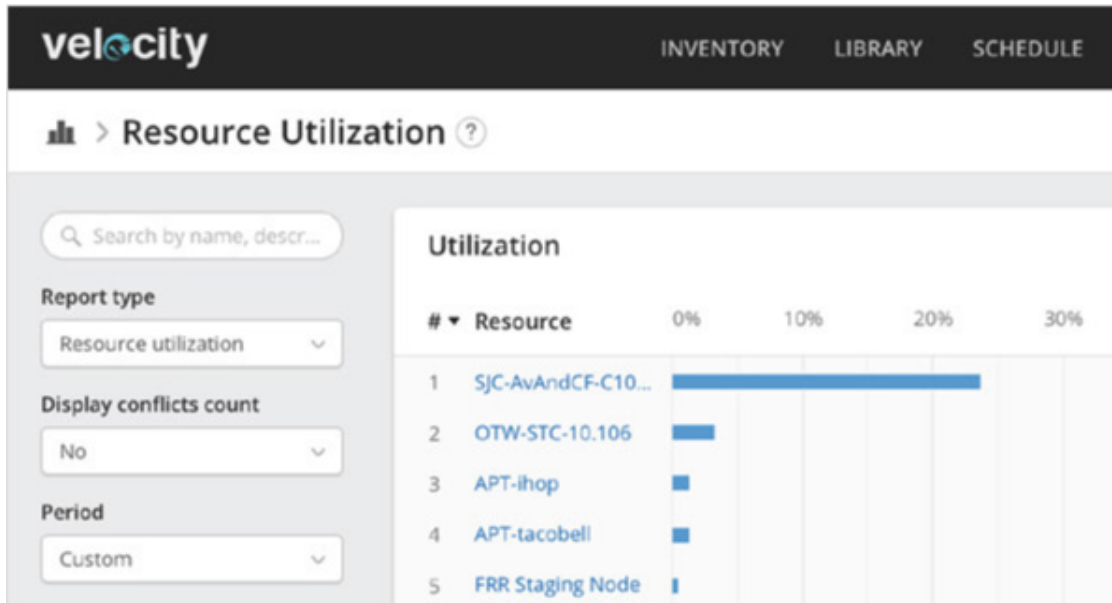 velocity
INVENTORY LIBRARY SCHEDULE
> Resource Utilization ?
Search by name, descr...
Report type
Resource utilization
Display conflicts count
No
Period
Custom
Utilization
# Resource 0% 10% 20% 30%
1 SJC-AvAndCF-C10...
2 OTW-STC-10.106
3 APT-ihop
4 APT-tacobell
5 FRR Staging Node